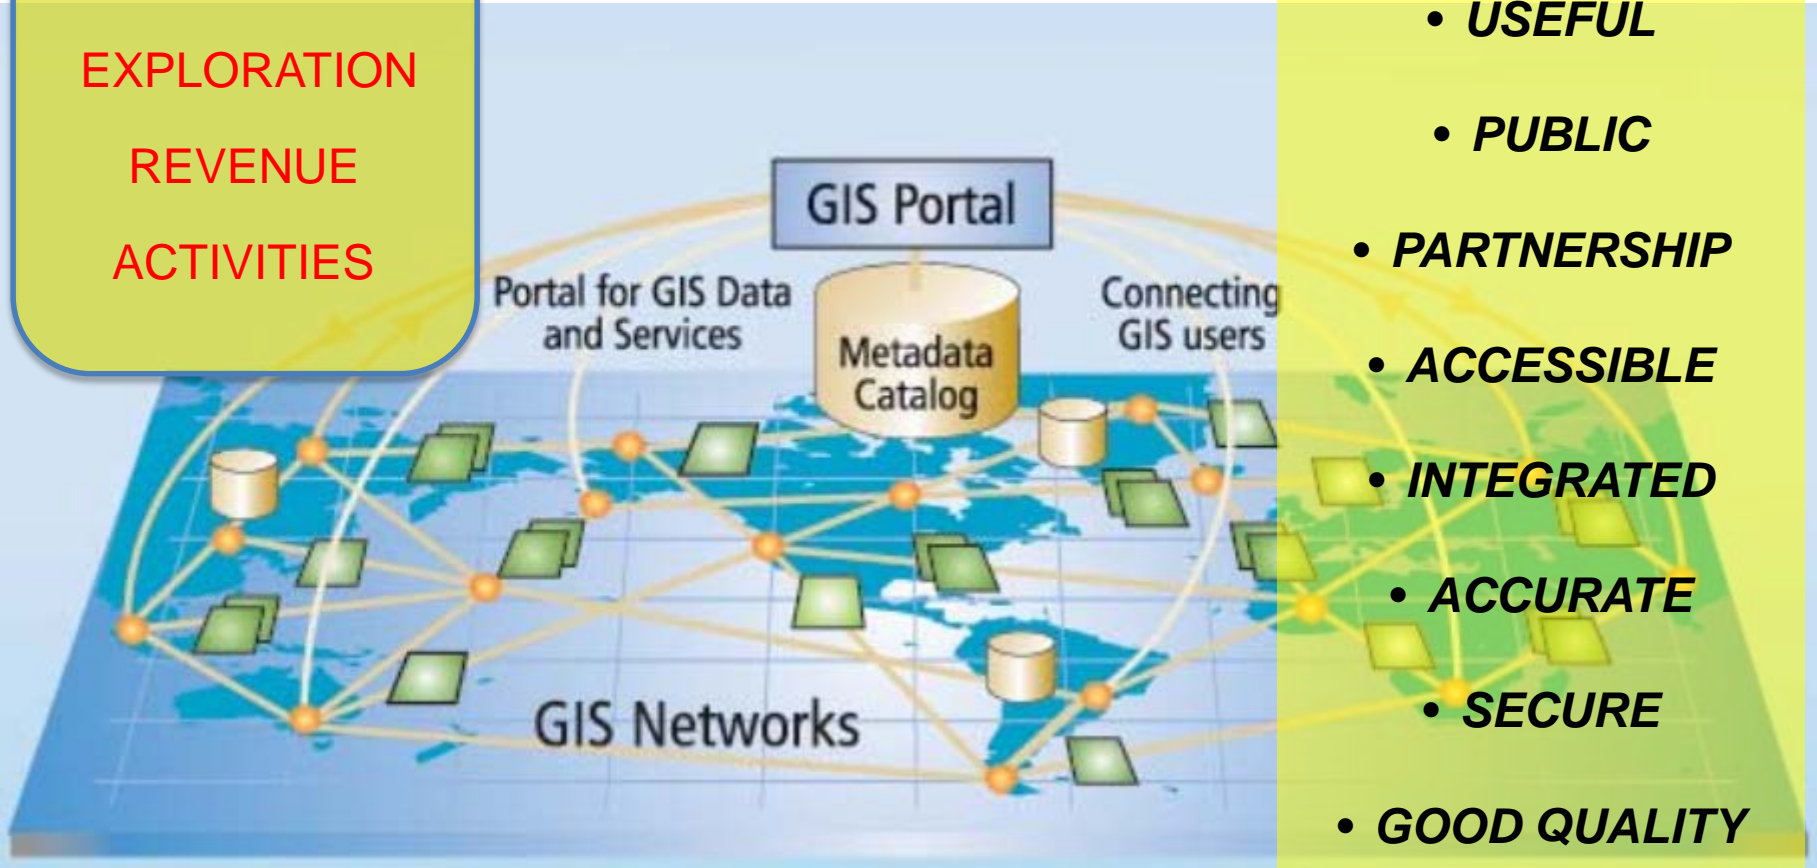 EXPLORATION
REVENUE
ACTIVITIES
GIS Portal
Portal for GIS Data
and Services
Metadata
Catalog
Connecting
GIS users
GIS Networks
• USEFUL
• PUBLIC
• PARTNERSHIP
• ACCESSIBLE
• INTEGRATED
• ACCURATE
• SECURE
• GOOD QUALITY